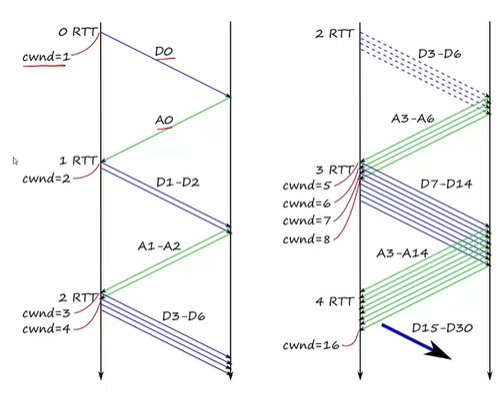 0 RTT
cwnd=1
D0
A0
1 RTT
cwnd=2
D1-D2
A1-A2
2 RTT
cwnd=3
cwnd=4
D3-D6
2 RTT
D3-D6
A3-A6
3 RTT
cwnd=5
cwnd=6
cwnd=7
cwnd=8
D7-D14
A3-A14
4 RTT
cwnd=16
D15-D30